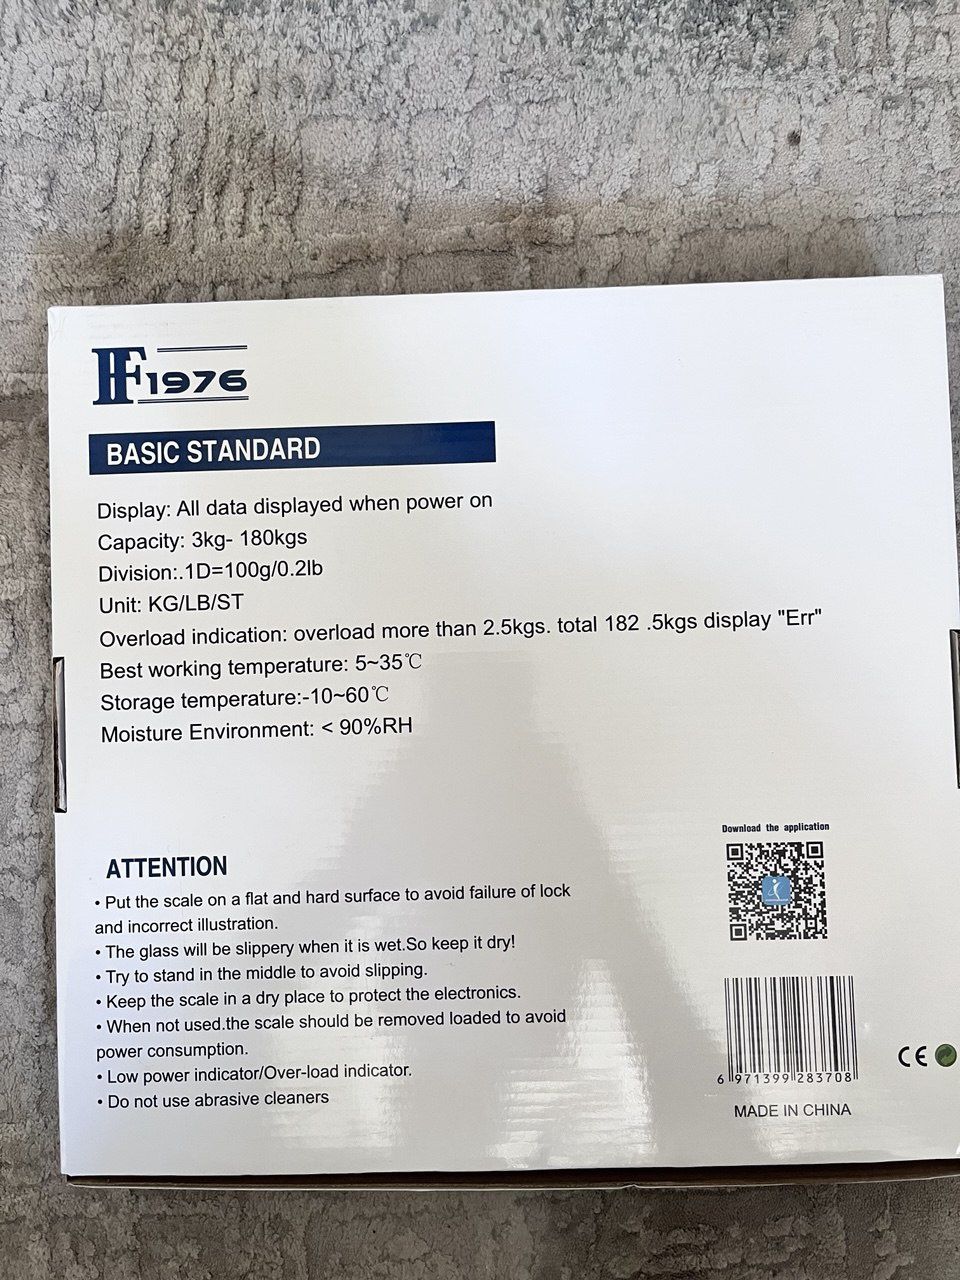 HF1976
BASIC STANDARD
Display: All data displayed when power on
Capacity: 3kg- 180kgs
Division:.1D=100g/0.2lb
Unit: KG/LB/ST
Overload indication: overload more than 2.5kgs. total 182 .5kgs display "Err"
Best working temperature: 5~35℃
Storage temperature:-10~60℃
Moisture Environment: < 90%RH
ATTENTION
• Put the scale on a flat and hard surface to avoid failure of lock
and incorrect illustration.
• The glass will be slippery when it is wet.So keep it dry!
• Try to stand in the middle to avoid slipping.
• Keep the scale in a dry place to protect the electronics.
• When not used.the scale should be removed loaded to avoid
power consumption.
• Low power indicator/Over-load indicator.
• Do not use abrasive cleaners
Download the application
6 971399 283708
MADE IN CHINA
CE